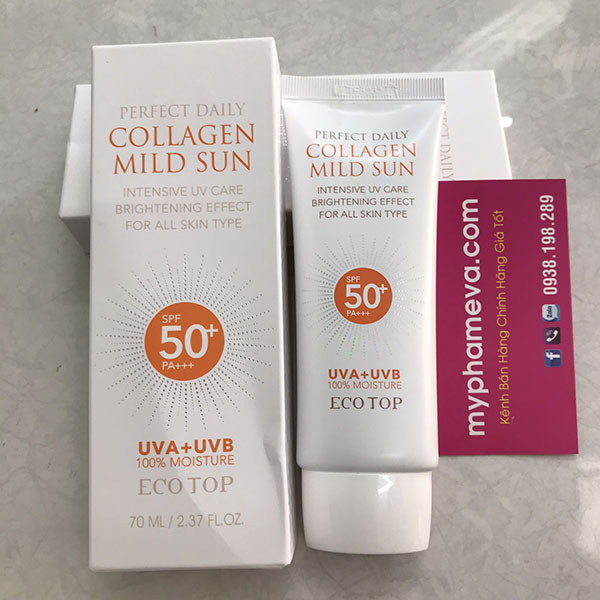 PERFECT DAILY
COLLAGEN
MILD SUN
INTENSIVE UV CARE
BRIGHTENING EFFECT
FOR ALL SKIN TYPE
SPF
50+
PA+++
UVA+UVB
100% MOISTURE
ECO TOP
70 ML / 2.37 FL.OZ.
PERFECT DAILY
COLLAGEN
MILD SUN
INTENSIVE UV CARE
BRIGHTENING EFFECT
FOR ALL SKIN TYPE
SPF
50+
PA+++
UVA+UVB
100% MOISTURE
ECO TOP
PERFECT DAILY
myphameva.com
Kênh Bán Hàng Chính Hãng Giá Tốt
f Zalo 0938.198.289